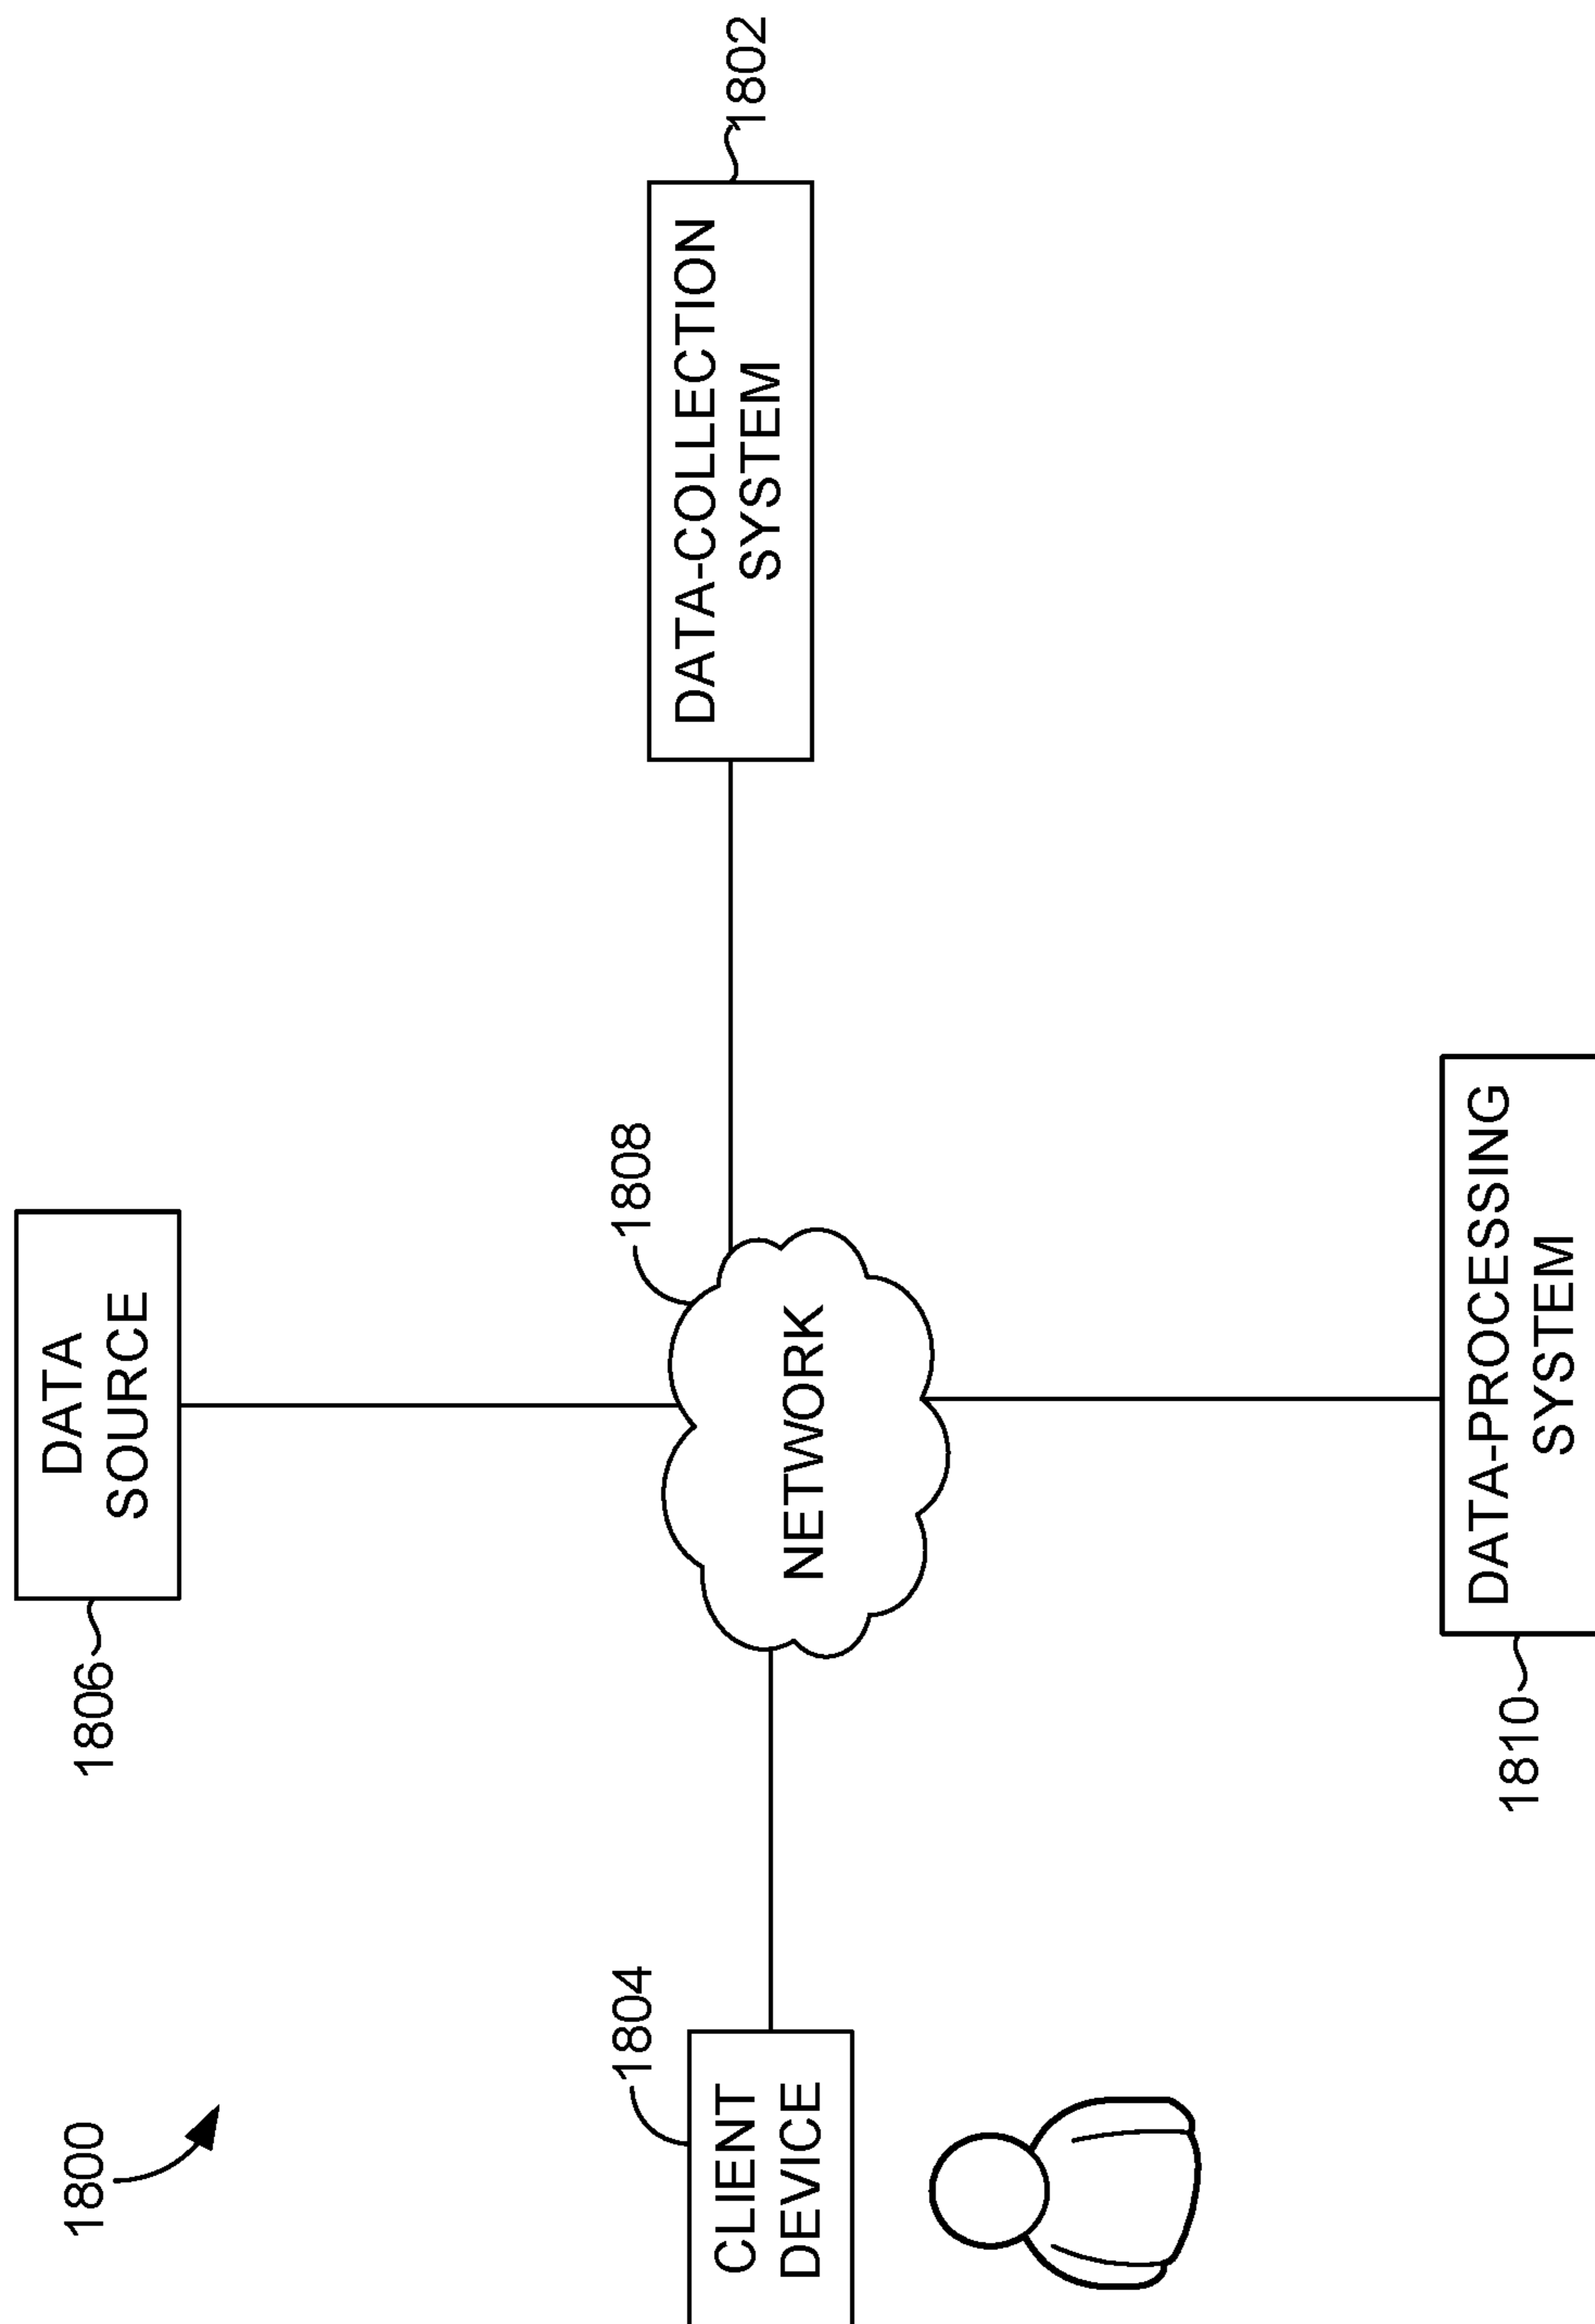 1800
1806
DATA
SOURCE
1804
1808
1802
CLIENT
DEVICE
NETWORK
DATA-COLLECTION
SYSTEM
1810
DATA-PROCESSING
SYSTEM